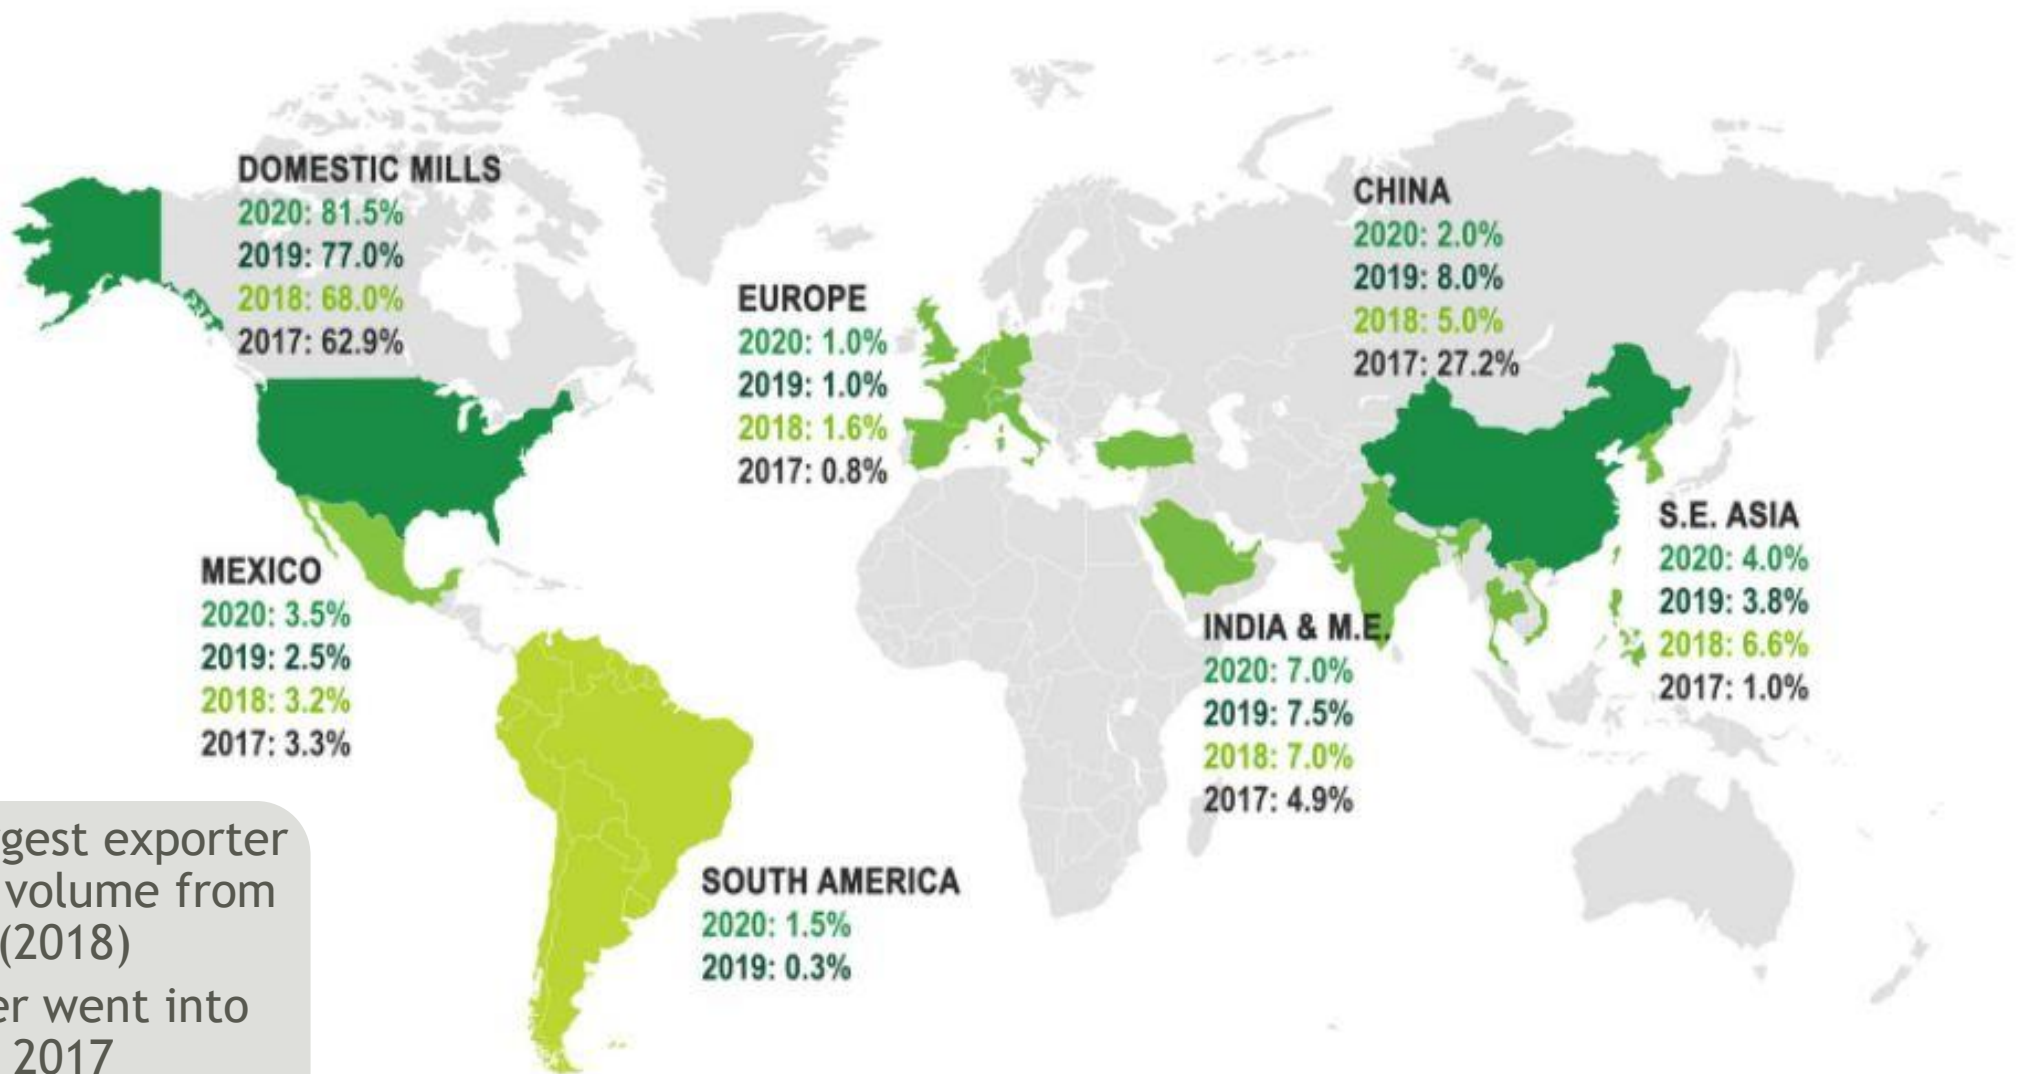 DOMESTIC MILLS
2020: 81.5%
2019: 77.0%
2018: 68.0%
2017: 62.9%
EUROPE
2020: 1.0%
2019: 1.0%
2018: 1.6%
2017: 0.8%
CHINA
2020: 2.0%
2019: 8.0%
2018: 5.0%
2017: 27.2%
MEXICO
2020: 3.5%
2019: 2.5%
2018: 3.2%
2017: 3.3%
S.E. ASIA
2020: 4.0%
2019: 3.8%
2018: 6.6%
2017: 1.0%
INDIA & M.E.
2020: 7.0%
2019: 7.5%
2018: 7.0%
2017: 4.9%
SOUTH AMERICA
2020: 1.5%
2019: 0.3%
exporter
volume from
(2018)
went into
2017